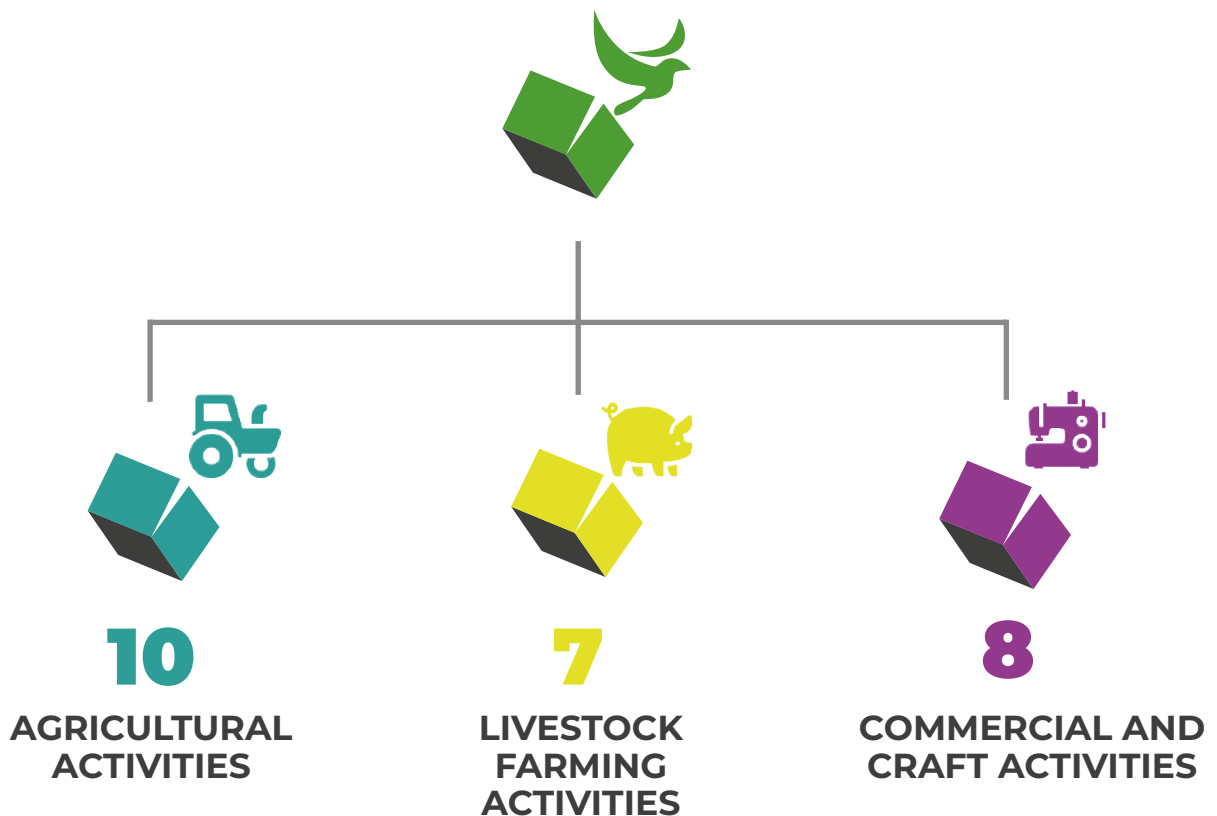 10
AGRICULTURAL
ACTIVITIES
7
LIVESTOCK
FARMING
ACTIVITIES
8
COMMERCIAL AND
CRAFT ACTIVITIES